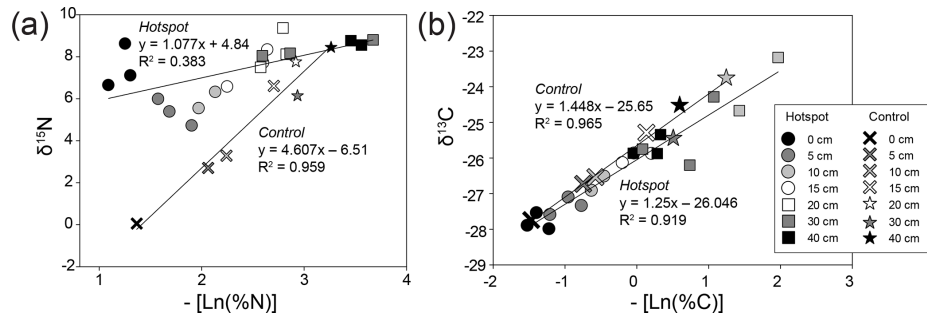 (a)
10
8
6
4
2
0
-2
δ15N
1
2
3
4
- [Ln(%N)]
Hotspot
y = 1.077x + 4.84
R² = 0.383
Control
y = 4.607x – 6.51
R² = 0.959
(b)
-22
-23
-24
-25
-26
-27
-28
-29
δ13C
-2
-1
0
1
2
3
- [Ln(%C)]
Control
y = 1.448x – 25.65
R² = 0.965
Hotspot
y = 1.25x – 26.046
R² = 0.919
Hotspot Control
0 cm 0 cm
5 cm 5 cm
10 cm 10 cm
15 cm 15 cm
20 cm 20 cm
30 cm 30 cm
40 cm 40 cm